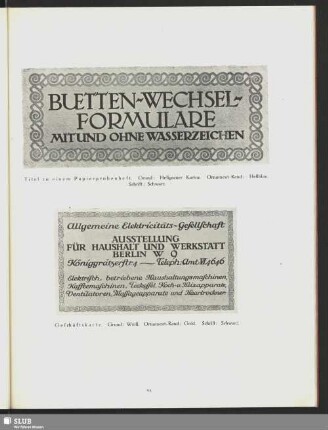 BUETTEN-WECHSEL-
FORMULARE
MIT UND OHNE WASSERZEICHEN
Titel zu einem Papierprobenheft. Grund: Hellgrauer Karton. Ornament-Rand: Hellblau.
Schrift: Schwarz.
Allgemeine Elektricitäts-Gesellschaft
AUSSTELLUNG
FÜR HAUSHALT UND WERKSTATT
BERLIN W 9
Königgrätzerstr. 4 — Teleph: Amt VI 4646
Elektrisch betriebene Haushaltungsmaschinen,
Kaffeemaschinen, Teekessel, Koch- u. Heizapparate,
Ventilatoren, Massageapparate und Haartrockner
Geschäftskarte. Grund: Weiß. Ornament-Rand: Gold. Schrift: Schwarz.
SLUB